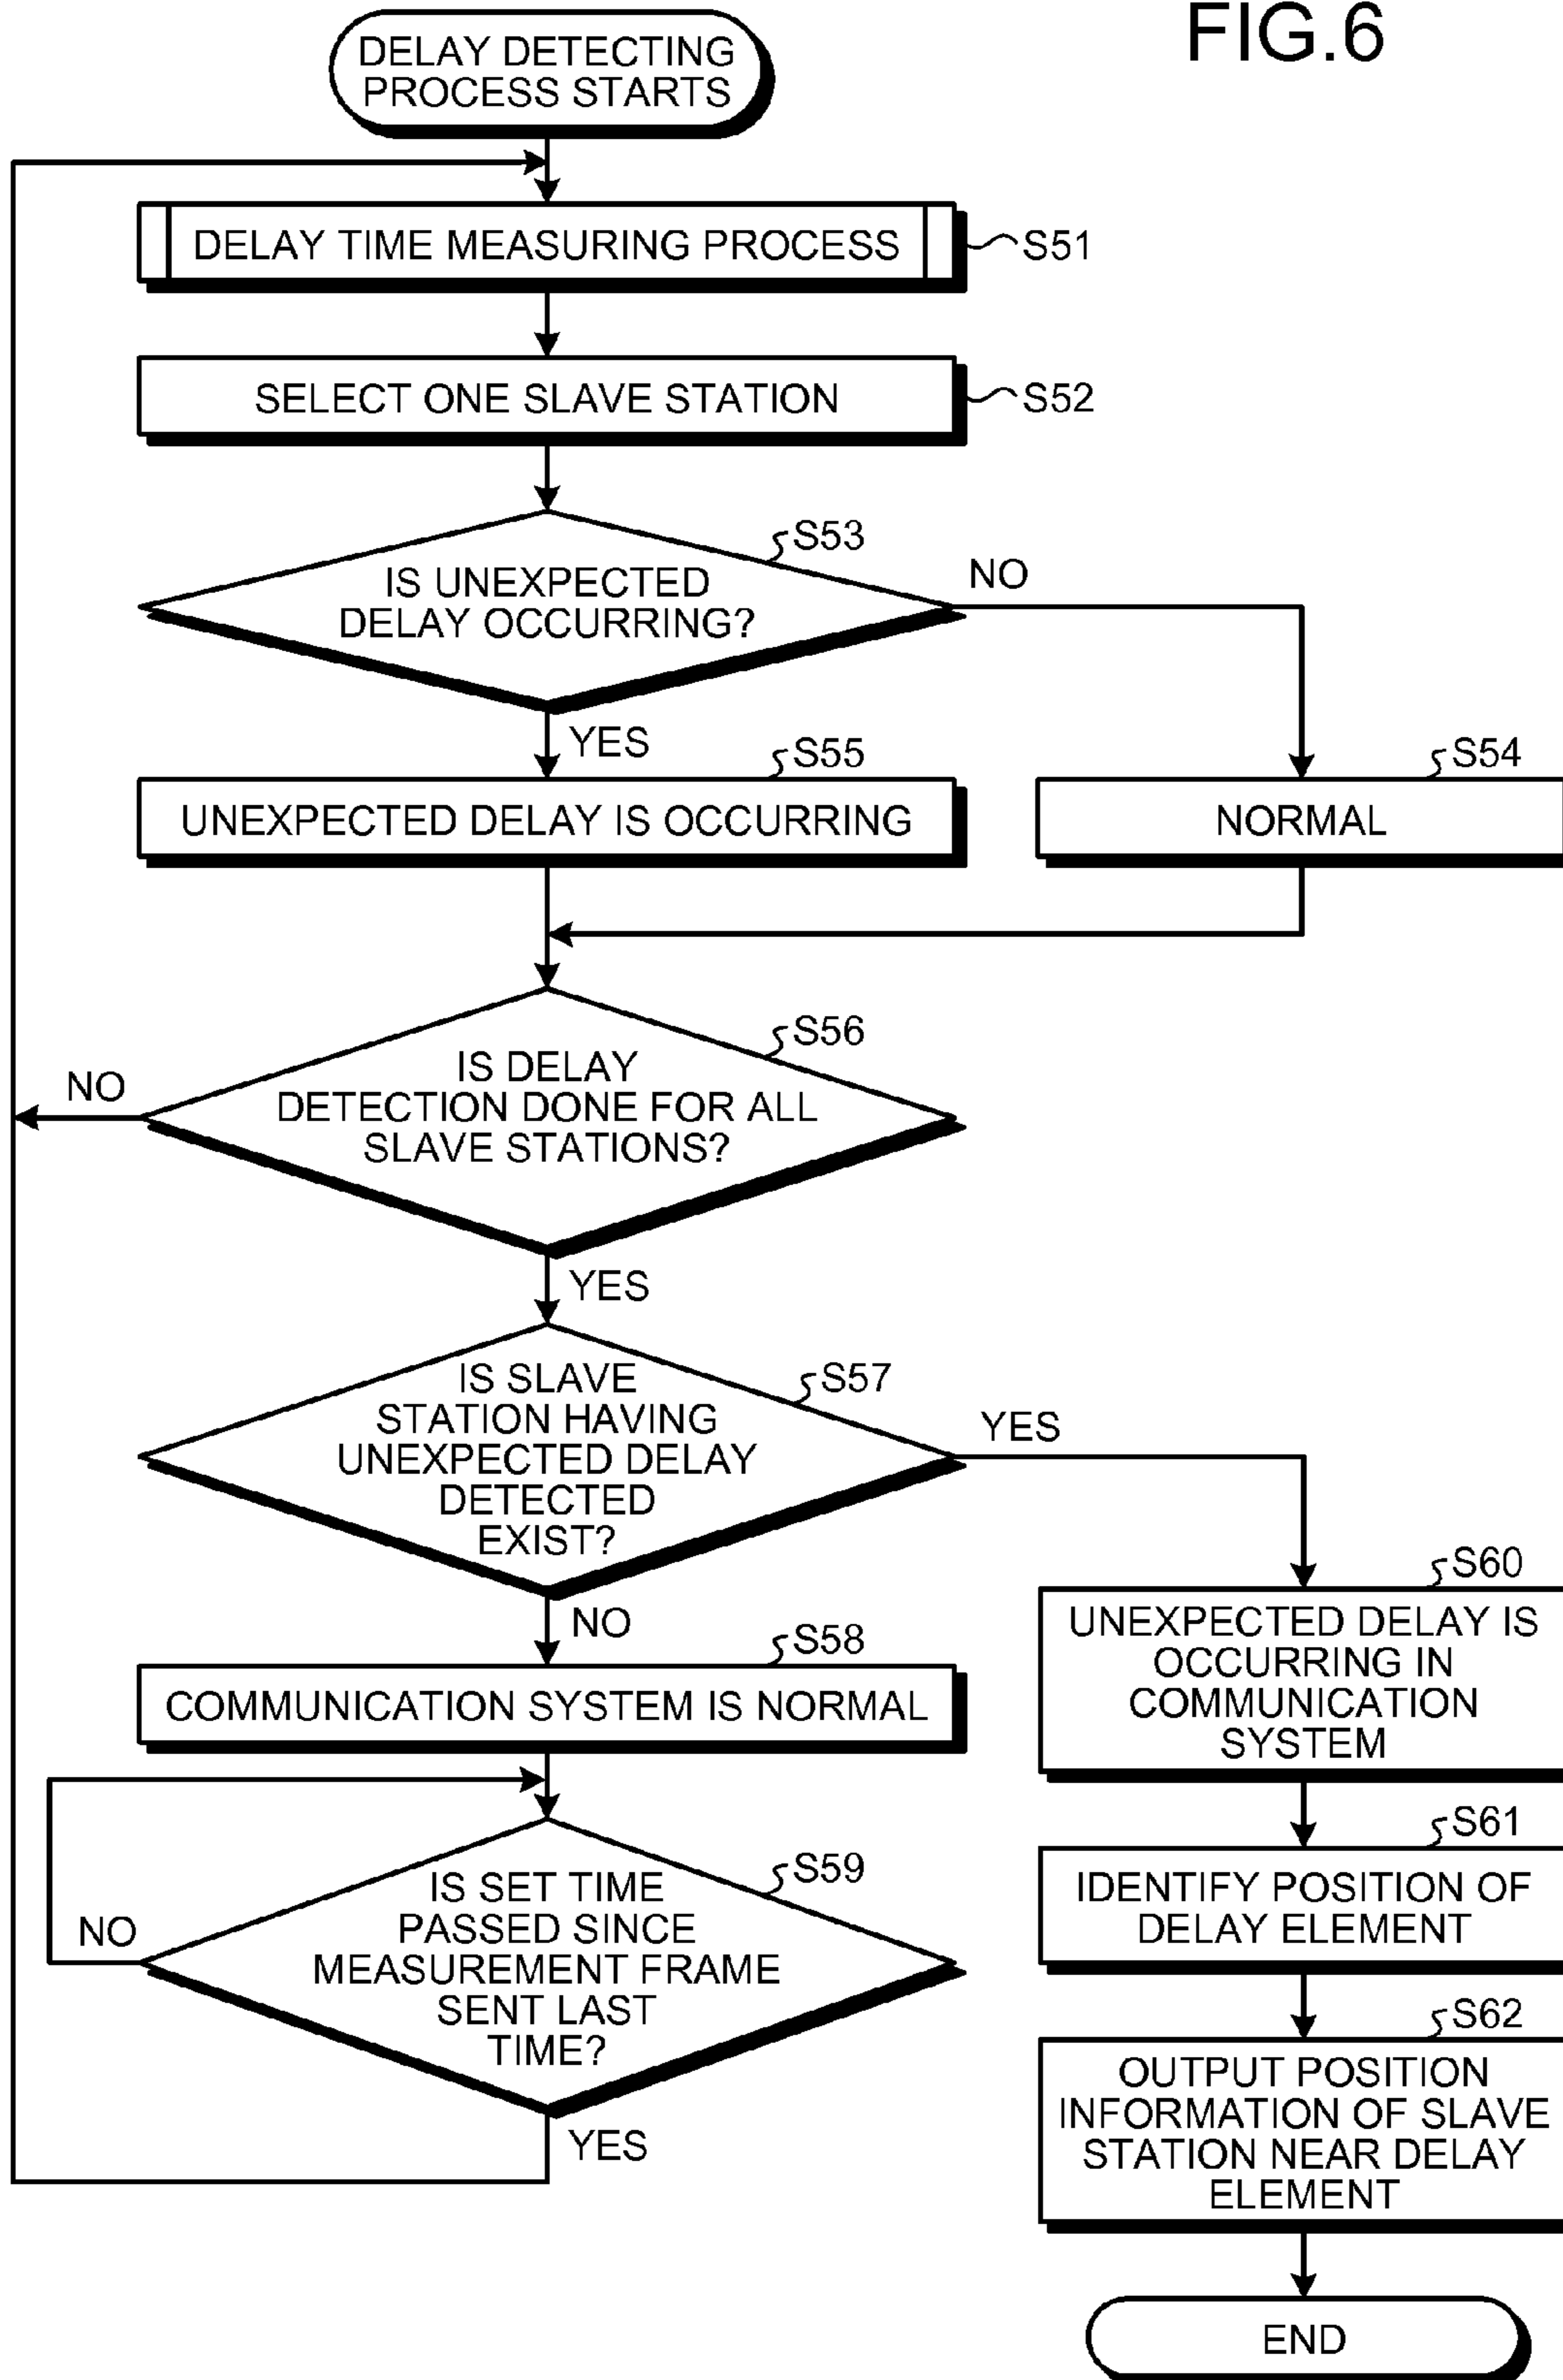 FIG.6
DELAY DETECTING
PROCESS STARTS
DELAY TIME MEASURING PROCESS
S51
SELECT ONE SLAVE STATION
S52
S53
IS UNEXPECTED
DELAY OCCURRING?
NO
YES
S55
UNEXPECTED DELAY IS OCCURRING
S54
NORMAL
S56
IS DELAY
DETECTION DONE FOR ALL
SLAVE STATIONS?
NO
YES
S57
IS SLAVE
STATION HAVING
UNEXPECTED DELAY
DETECTED
EXIST?
YES
NO
S58
COMMUNICATION SYSTEM IS NORMAL
S59
IS SET TIME
PASSED SINCE
MEASUREMENT FRAME
SENT LAST
TIME?
NO
YES
S60
UNEXPECTED DELAY IS
OCCURRING IN
COMMUNICATION
SYSTEM
S61
IDENTIFY POSITION OF
DELAY ELEMENT
S62
OUTPUT POSITION
INFORMATION OF SLAVE
STATION NEAR DELAY
ELEMENT
END